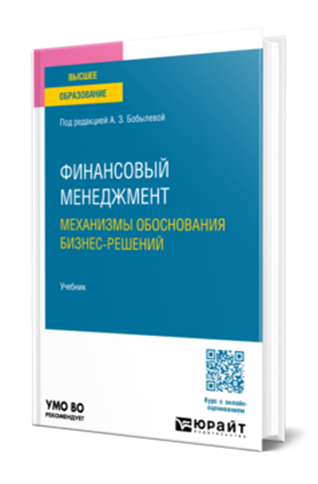 ВЫСШЕЕ
ОБРАЗОВАНИЕ
Под редакцией А. З. Бобылевой
ФИНАНСОВЫЙ
МЕНЕДЖМЕНТ
МЕХАНИЗМЫ ОБОСНОВАНИЯ
БИЗНЕС-РЕШЕНИЙ
Учебник
Курс с онлайн-
оцениванием
УМО ВО
РЕКОМЕНДУЕТ
юрайт
издательство